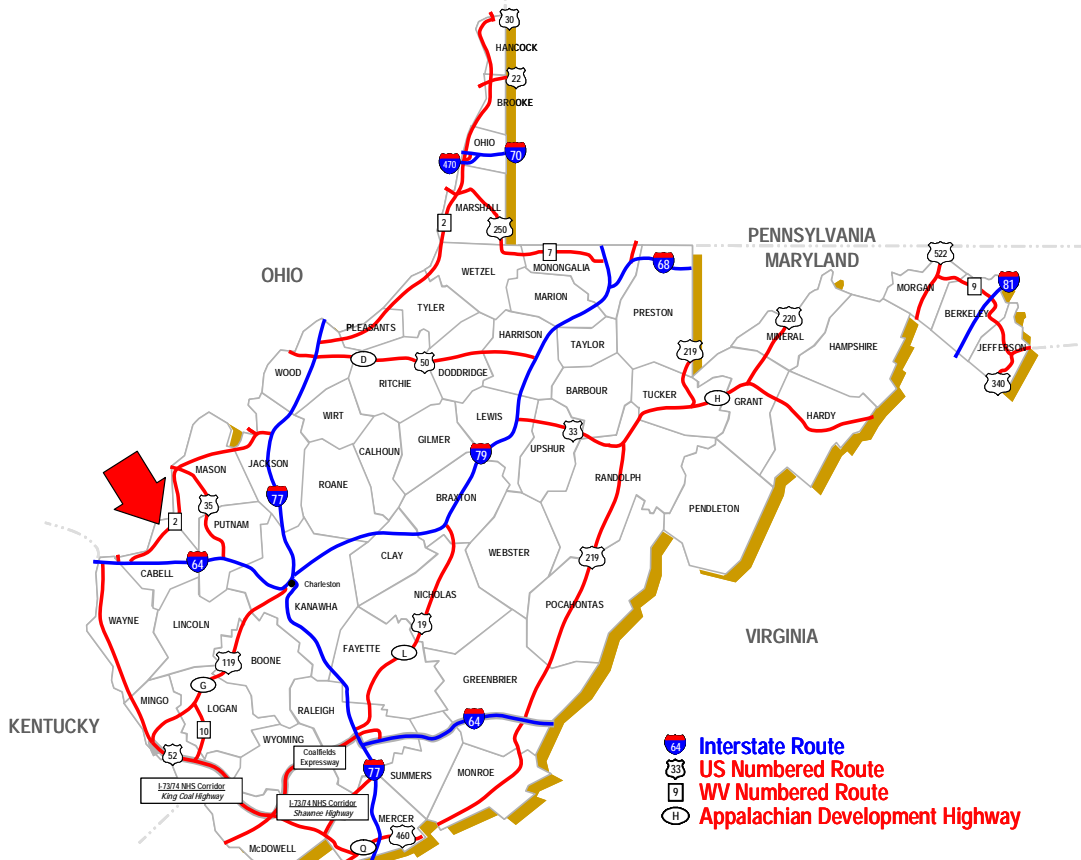 30
HANCOCK
22
BROOKE
OHIO
470
70
MARSHALL
2
250
PENNSYLVANIA
7
MARYLAND
522
OHIO
WETZEL
MONONGALIA
68
81
MORGAN
9
MARION
BERKELEY
TYLER
PRESTON
220
PLEASANTS
HARRISON
MINERAL
HAMPSHIRE
JEFFERSON
TAYLOR
219
D
50
WOOD
DODDRIDGE
340
RITCHIE
BARBOUR
TUCKER
H
GRANT
WIRT
LEWIS
HARDY
33
GILMER
UPSHUR
CALHOUN
79
JACKSON
MASON
RANDOLPH
ROANE
77
BRAXTON
35
PENDLETON
2
PUTNAM
CLAY
WEBSTER
219
64
CABELL
Charleston
NICHOLAS
KANAWHA
POCAHONTAS
WAYNE
LINCOLN
19
VIRGINIA
FAYETTE
L
119
BOONE
GREENBRIER
G
MINGO
LOGAN
RALEIGH
64
KENTUCKY
10
WYOMING
52
Coalfields
Expressway
77
SUMMERS
MONROE
I-73/74 NHS Corridor
King Coal Highway
I-73/74 NHS Corridor
Shawnee Highway
MERCER
460
McDOWELL
Q
64 Interstate Route
33 US Numbered Route
9 WV Numbered Route
H Appalachian Development Highway